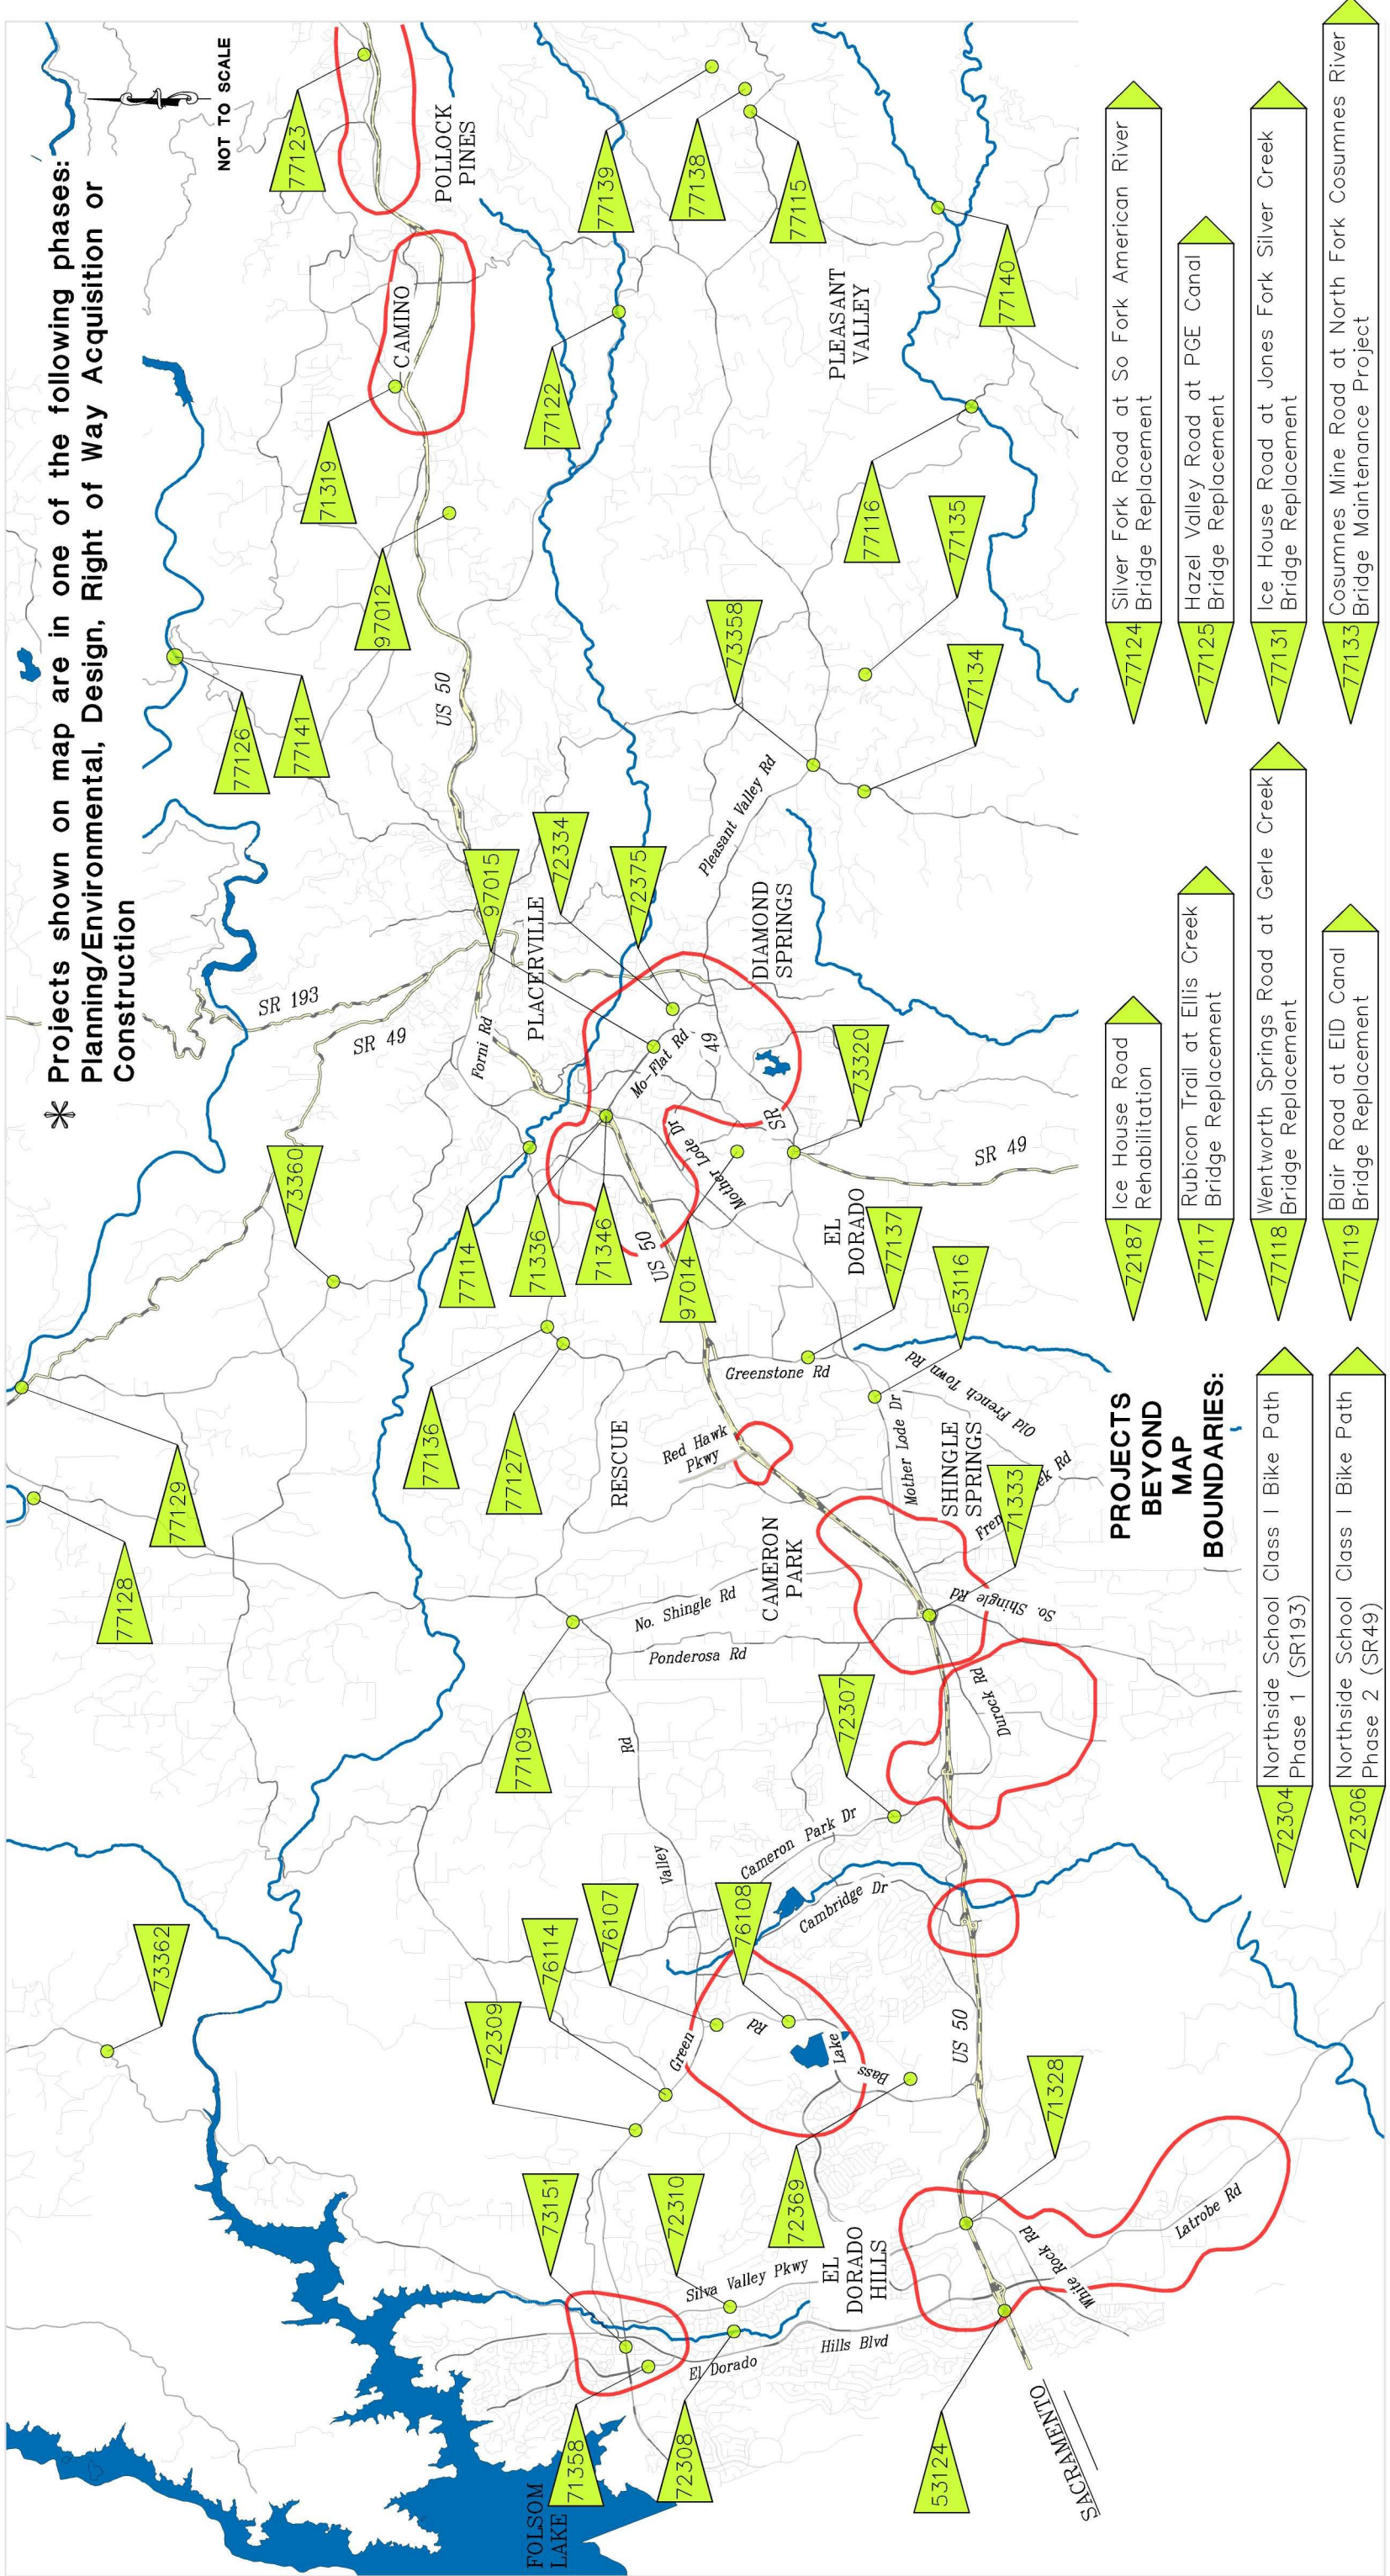 * Projects shown on map are in one of the following phases:
Planning/Environmental, Design, Right of Way Acquisition or
Construction
NOT TO SCALE
77123
POLLOCK
PINES
CAMINO
71319
97012
77126
77141
US 50
77139
77138
77115
77122
PLEASANT
VALLEY
77140
77116
77135
77134
73358
Pleasant Valley Rd
SR 193
SR 49
Forni Rd
PLACERVILLE
97015
72334
72375
DIAMOND
SPRINGS
Mo-Flat Rd
49
SR
73320
SR 49
Mother Lode Dr
Mother Lode Dr
73360
77114
71336
71346
US 50
97014
EL
DORADO
77137
53116
Greenstone Rd
Old French Town Rd
Mother Lode Dr
77136
77127
RESCUE
Red Hawk
Pkwy
77129
77128
CAMERON
PARK
SHINGLE
SPRINGS
71333
Fren
ek Rd
So. Shingle Rd
No. Shingle Rd
Ponderosa Rd
77109
72307
Durock Rd
Rd
Valley
Green
Cameron Park Dr
Cambridge Dr
73362
72309
76114
76107
76108
Rd
Lake
Bass
US 50
71328
72369
73151
72310
EL
DORADO
HILLS
Silva Valley Pkwy
El Dorado
Hills Blvd
White Rock Rd
Latrobe Rd
71358
72308
53124
FOLSOM
LAKE
SACRAMENTO
PROJECTS
BEYOND
MAP
BOUNDARIES:
72304
Northside School Class I Bike Path
Phase 1 (SR193)
72306
Northside School Class I Bike Path
Phase 2 (SR49)
72187
Ice House Road
Rehabilitation
77117
Rubicon Trail at Ellis Creek
Bridge Replacement
77118
Wentworth Springs Road at Gerle Creek
Bridge Replacement
77119
Blair Road at EID Canal
Bridge Replacement
77124
Silver Fork Road at So Fork American River
Bridge Replacement
77125
Hazel Valley Road at PGE Canal
Bridge Replacement
77131
Ice House Road at Jones Fork Silver Creek
Bridge Replacement
77133
Cosumnes Mine Road at North Fork Cosumnes River
Bridge Maintenance Project